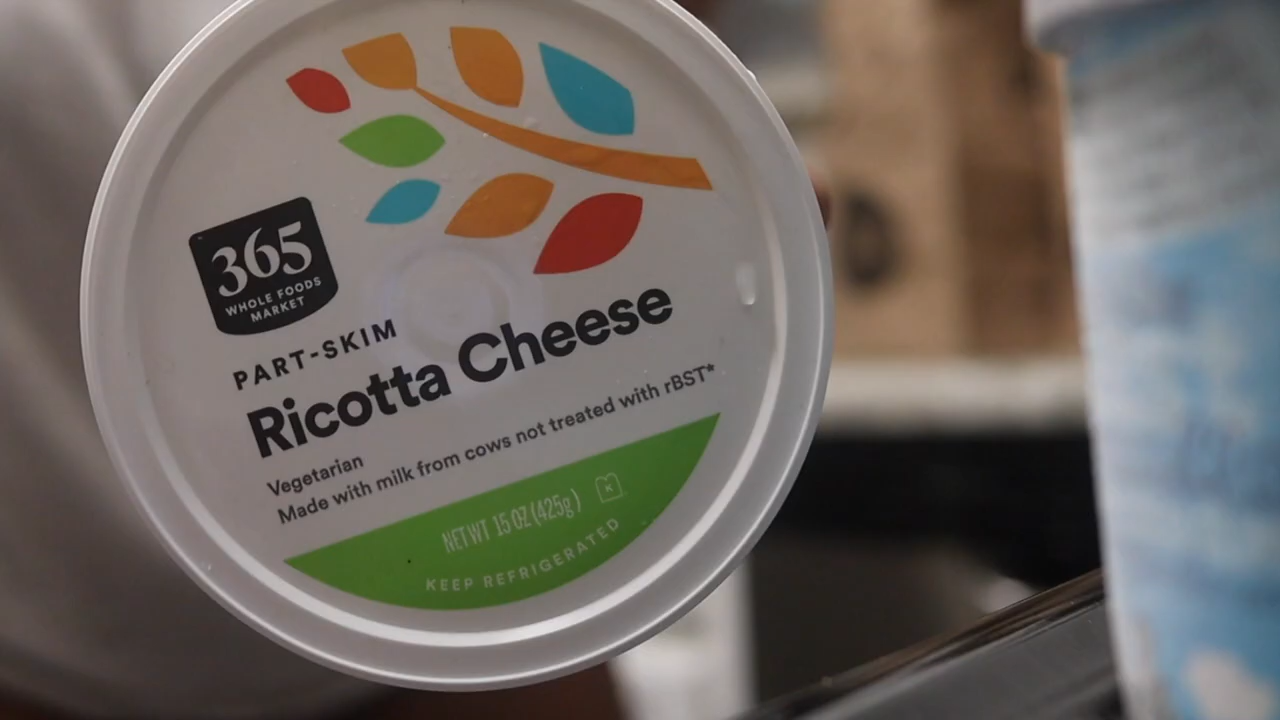 365
WHOLE FOODS
MARKET
PART-SKIM
Ricotta Cheese
Vegetarian
Made with milk from cows not treated with rBST*
NET WT 15 OZ (425g) K
KEEP REFRIGERATED